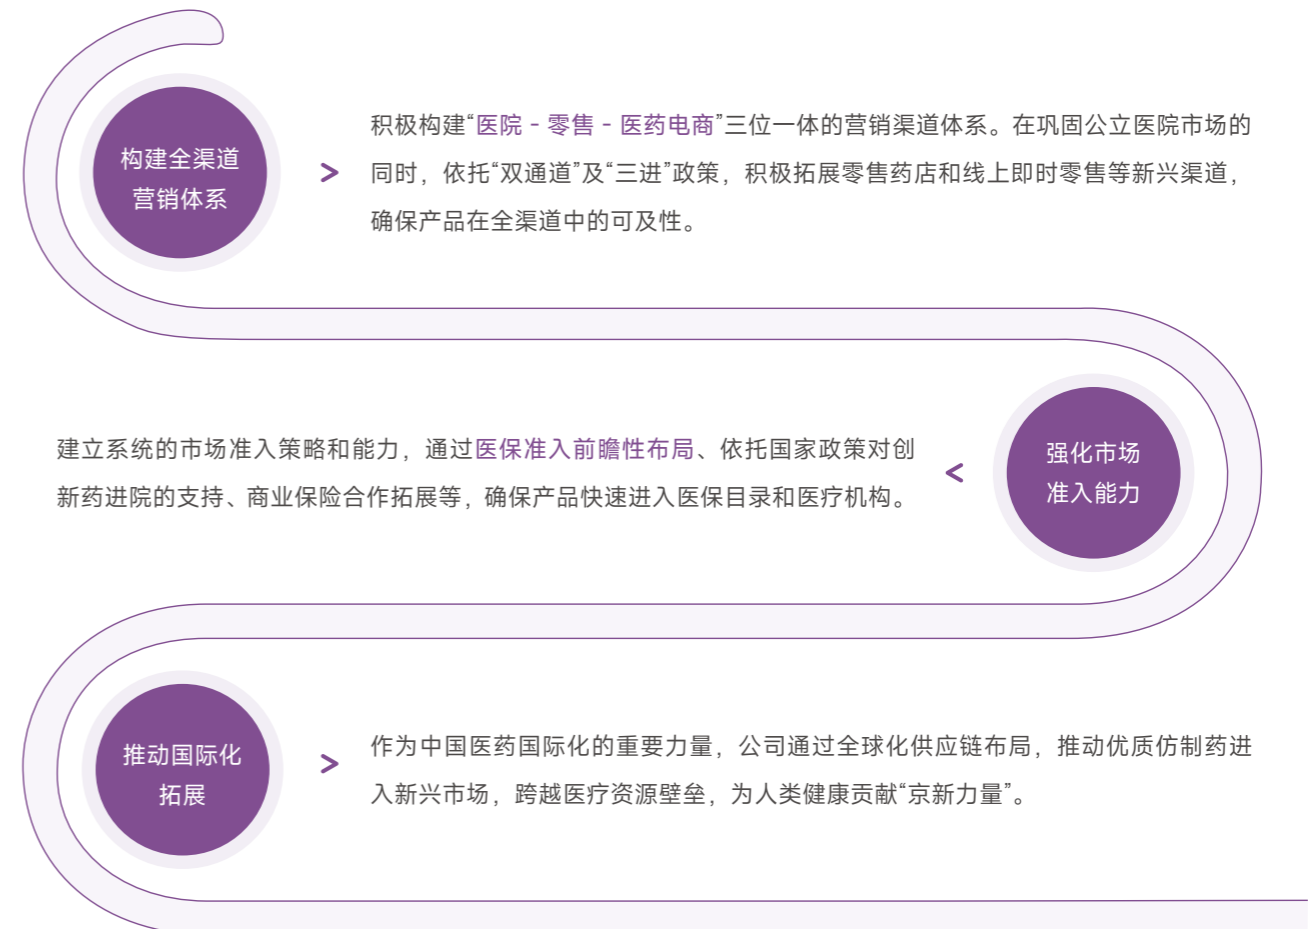 构建全渠道
营销体系
>
积极构建“医院 - 零售 - 医药电商”三位一体的营销渠道体系。在巩固公立医院市场的
同时，依托“双通道”及“三进”政策，积极拓展零售药店和线上即时零售等新兴渠道，
确保产品在全渠道中的可及性。
建立系统的市场准入策略和能力，通过医保准入前瞻性布局、依托国家政策对创
新药进院的支持、商业保险合作拓展等，确保产品快速进入医保目录和医疗机构。
<
强化市场
准入能力
推动国际化
拓展
>
作为中国医药国际化的重要力量，公司通过全球化供应链布局，推动优质仿制药进
入新兴市场，跨越医疗资源壁垒，为人类健康贡献“京新力量”。